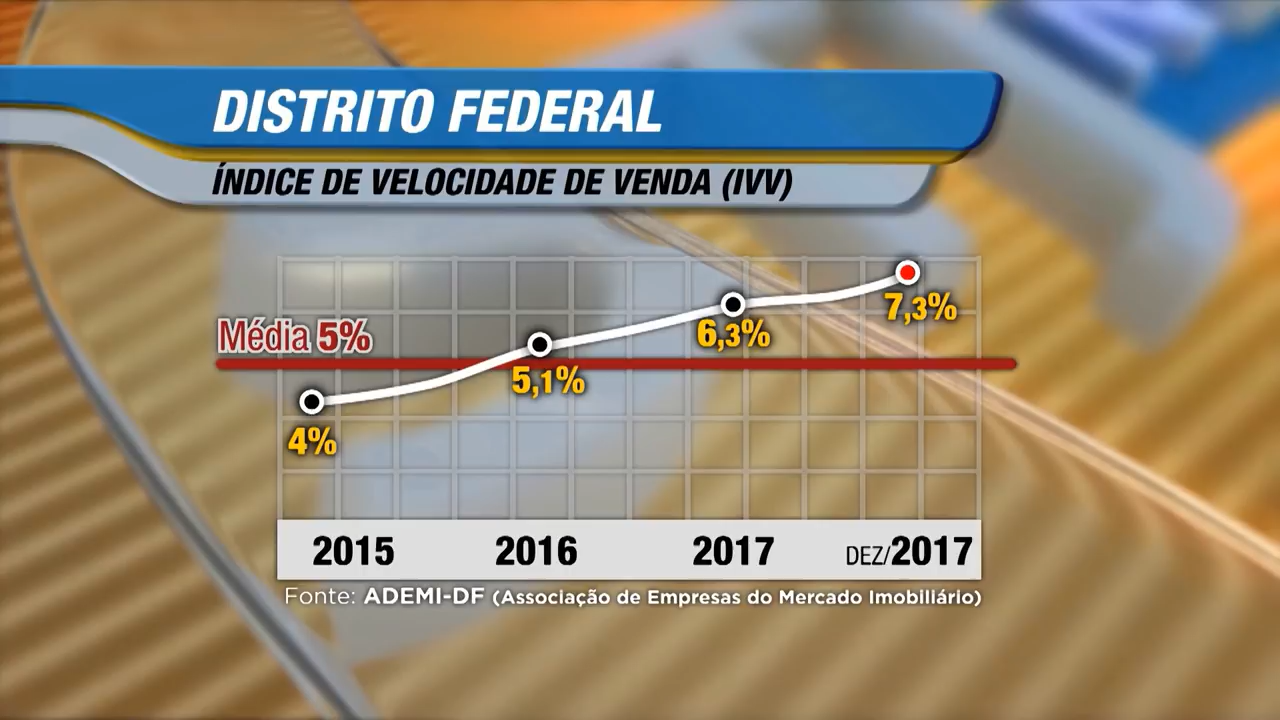 DISTRITO FEDERAL
ÍNDICE DE VELOCIDADE DE VENDA (IVV)
Média 5%
4%
5,1%
6,3%
7,3%
2015 2016 2017 DEZ/2017
Fonte: ADEMI-DF (Associação de Empresas do Mercado Imobiliário)